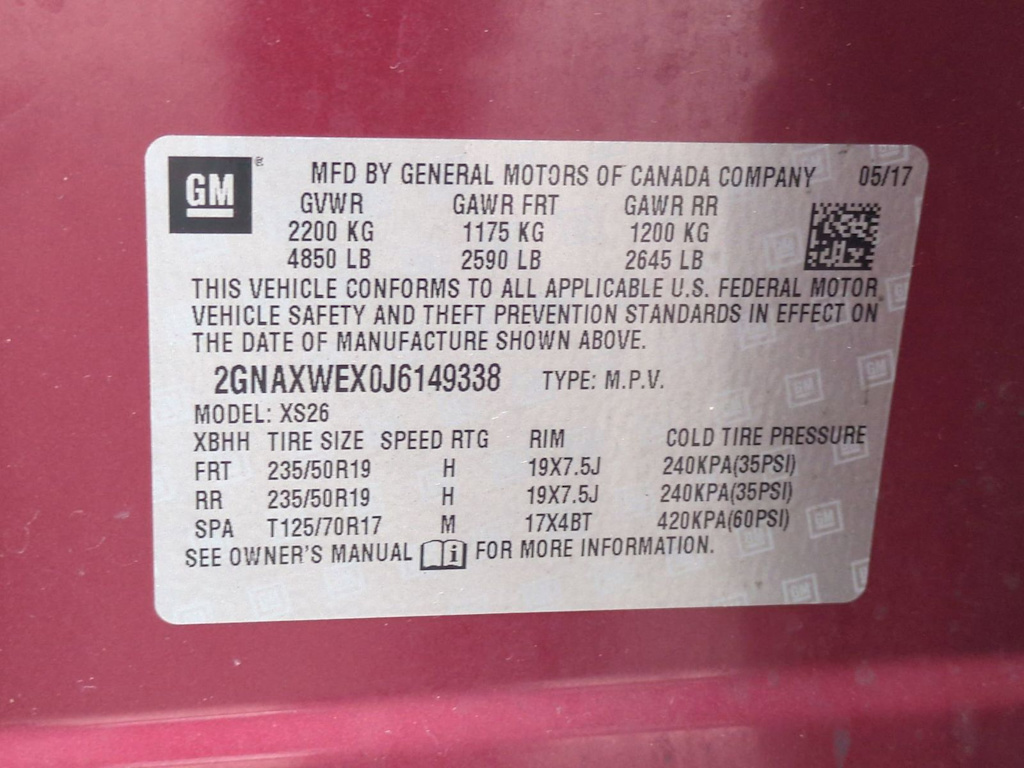 GM ® MFD BY GENERAL MOTORS OF CANADA COMPANY 05/17
GVWR GAWR FRT GAWR RR
2200 KG 1175 KG 1200 KG
4850 LB 2590 LB 2645 LB
THIS VEHICLE CONFORMS TO ALL APPLICABLE U.S. FEDERAL MOTOR
VEHICLE SAFETY AND THEFT PREVENTION STANDARDS IN EFFECT ON
THE DATE OF MANUFACTURE SHOWN ABOVE.
2GNAXWEX0J6149338 TYPE: M.P.V.
MODEL: XS26
XBHH TIRE SIZE SPEED RTG RIM COLD TIRE PRESSURE
FRT 235/50R19 H 19X7.5J 240KPA(35PSI)
RR 235/50R19 H 19X7.5J 240KPA(35PSI)
SPA T125/70R17 M 17X4BT 420KPA(60PSI)
SEE OWNER'S MANUAL i FOR MORE INFORMATION.